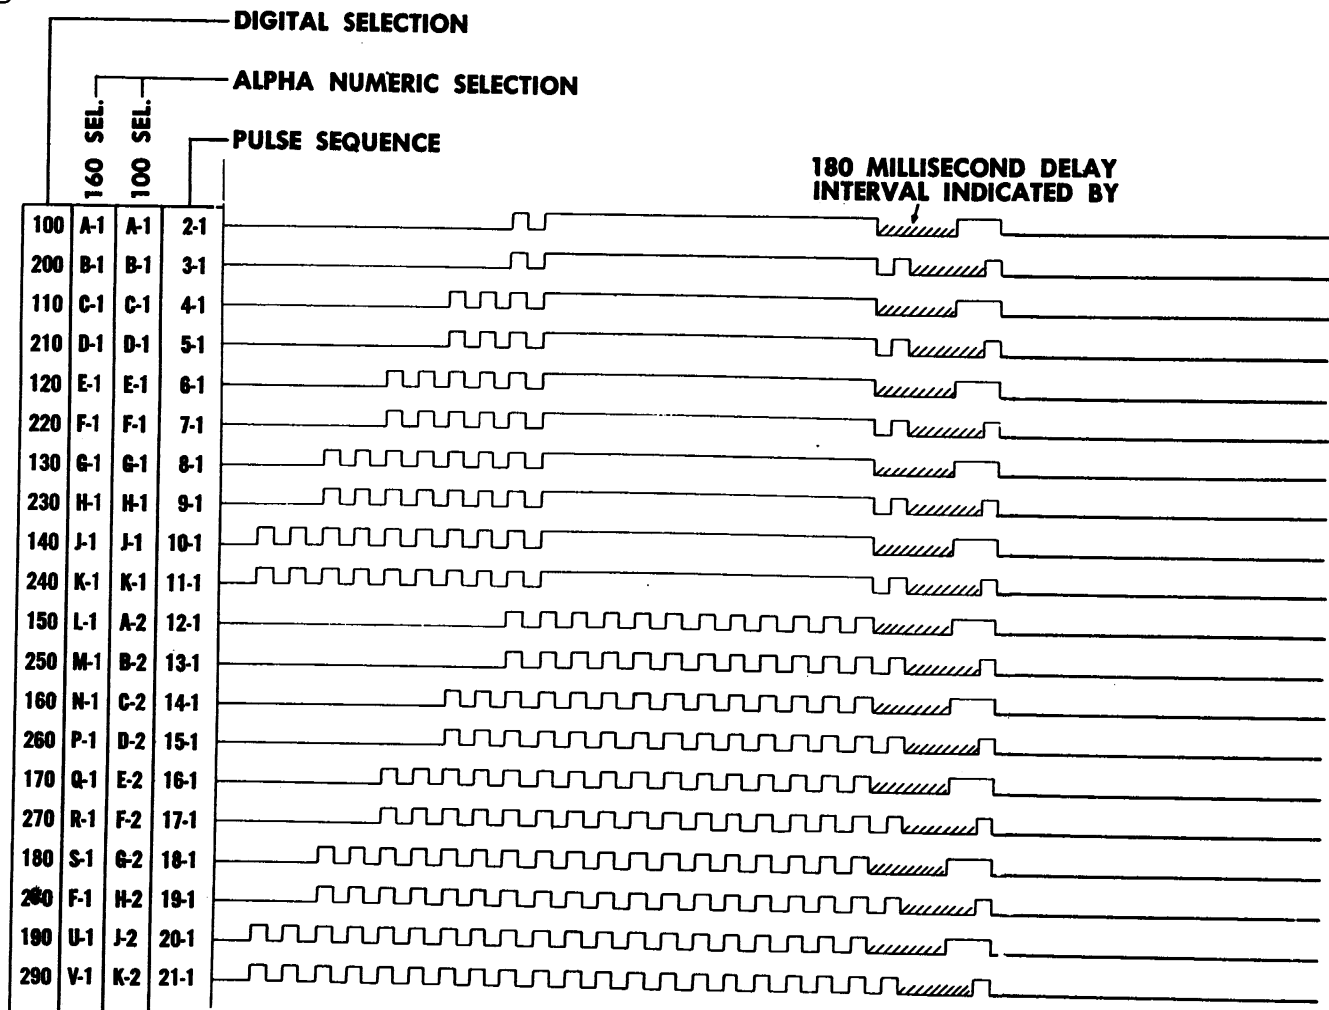 DIGITAL SELECTION
ALPHA NUMERIC SELECTION
160 SEL.
100 SEL.
PULSE SEQUENCE
180 MILLISECOND DELAY
INTERVAL INDICATED BY
100 A-1 A-1 2-1
200 B-1 B-1 3-1
110 C-1 C-1 4-1
210 D-1 D-1 5-1
120 E-1 E-1 6-1
220 F-1 F-1 7-1
130 G-1 G-1 8-1
230 H-1 H-1 9-1
140 J-1 J-1 10-1
240 K-1 K-1 11-1
150 L-1 A-2 12-1
250 M-1 B-2 13-1
160 N-1 C-2 14-1
260 P-1 D-2 15-1
170 Q-1 E-2 16-1
270 R-1 F-2 17-1
180 S-1 G-2 18-1
F-1 H-2 19-1
190 U-1 J-2 20-1
290 V-1 K-2 21-1